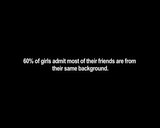 60% of girls admit most of their friends are from
their same background.